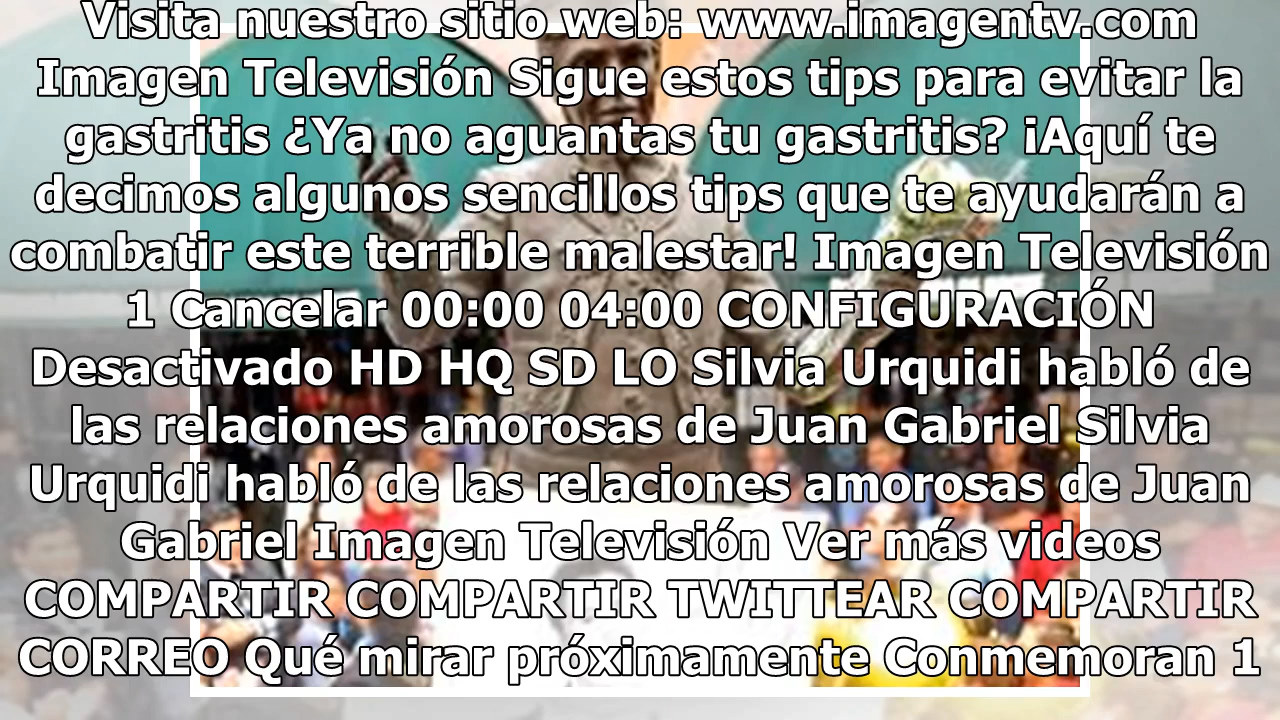 Visita nuestro sitio web: www.imagentv.com
Imagen Televisión Sigue estos tips para evitar la
gastritis ¿Ya no aguantas tu gastritis? ¡Aquí te
decimos algunos sencillos tips que te ayudarán a
combatir este terrible malestar! Imagen Televisión
1 Cancelar 00:00 04:00 CONFIGURACIÓN
Desactivado HD HQ SD LO Silvia Urquidi habló de
las relaciones amorosas de Juan Gabriel Silvia
Urquidi habló de las relaciones amorosas de Juan
Gabriel Imagen Televisión Ver más videos
COMPARTIR COMPARTIR TWITTEAR COMPARTIR
CORREO Qué mirar próximamente Conmemoran 1